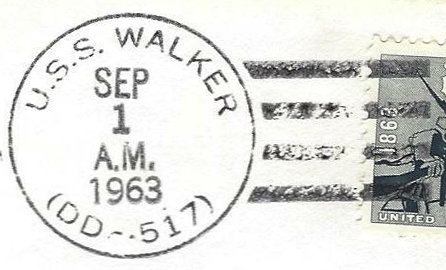 U.S.S. WALKER
SEP
1
A.M.
1963
(DD-517)
1863
UNITED